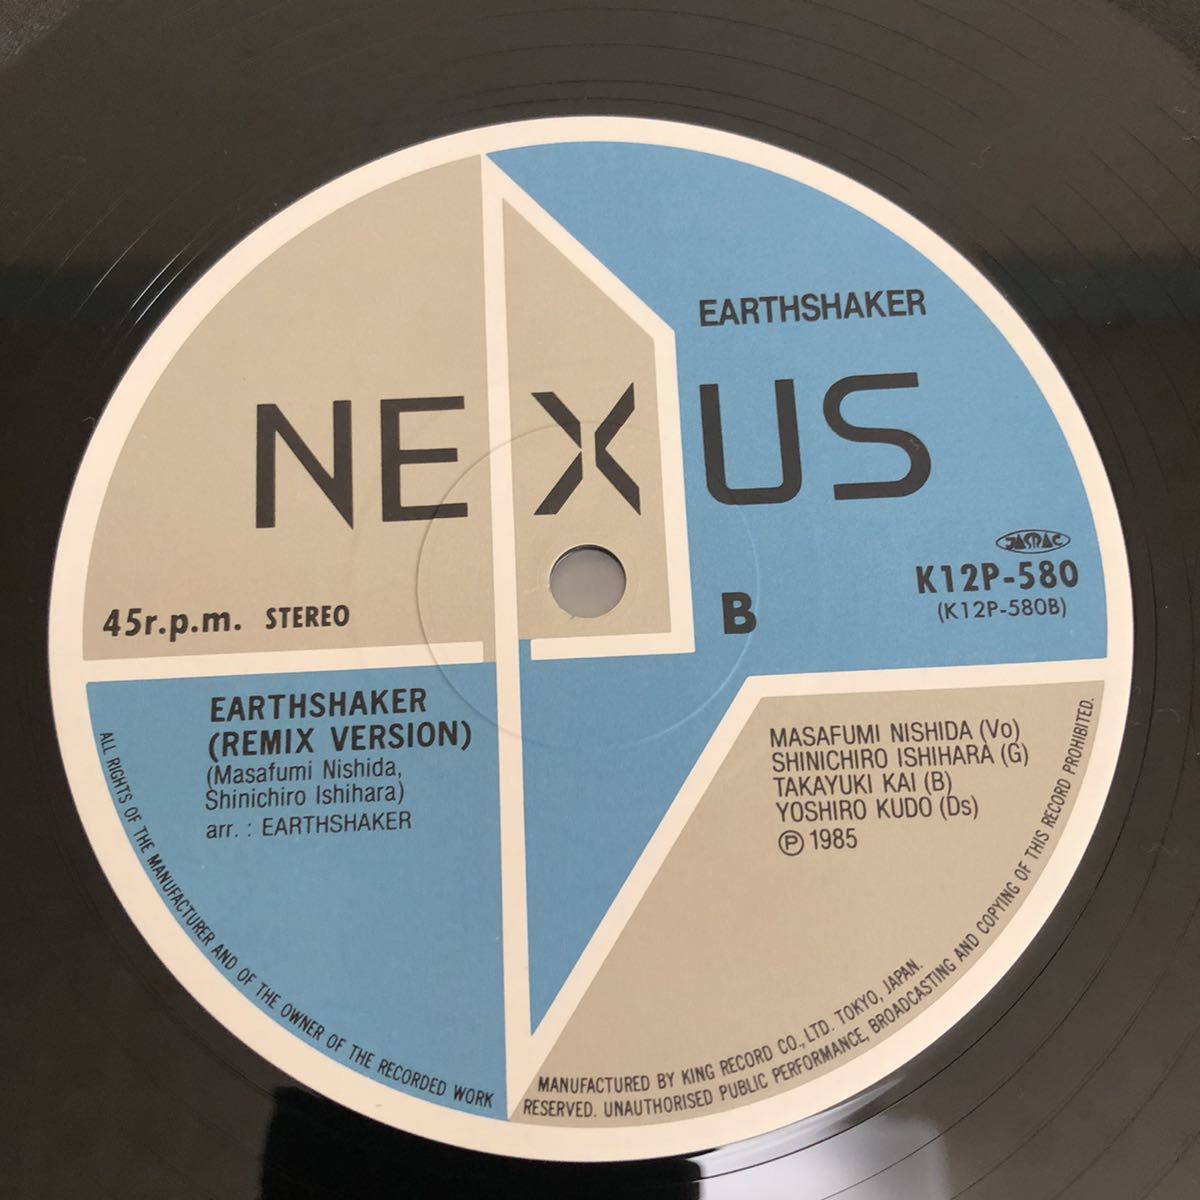 EARTHSHAKER
NEXUS
JASRAC
K12P-580
(K12P-580B)
45r.p.m. STEREO
B
EARTHSHAKER
(REMIX VERSION)
(Masafumi Nishida,
Shinichiro Ishihara)
arr. : EARTHSHAKER
MASAFUMI NISHIDA (Vo)
SHINICHIRO ISHIHARA (G)
TAKAYUKI KAI (B)
YOSHIRO KUDO (Ds)
Ⓟ 1985
MANUFACTURED BY KING RECORD CO., LTD. TOKYO, JAPAN.
ALL RIGHTS OF THE MANUFACTURER AND OF THE OWNER OF THE RECORDED WORK RESERVED. UNAUTHORISED PUBLIC PERFORMANCE, BROADCASTING AND COPYING OF THIS RECORD PROHIBITED.